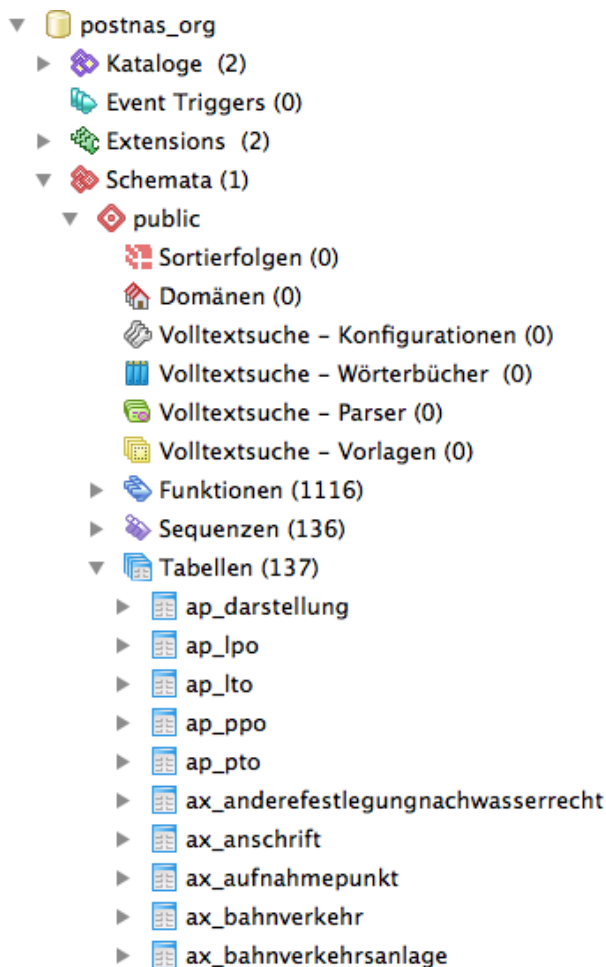 postnas_org
Kataloge (2)
Event Triggers (0)
Extensions (2)
Schemata (1)
public
Sortierfolgen (0)
Domänen (0)
Volltextsuche – Konfigurationen (0)
Volltextsuche – Wörterbücher (0)
Volltextsuche – Parser (0)
Volltextsuche – Vorlagen (0)
Funktionen (1116)
Sequenzen (136)
Tabellen (137)
ap_darstellung
ap_lpo
ap_lto
ap_ppo
ap_pto
ax_anderefestlegungnachwasserrecht
ax_anschrift
ax_aufnahmepunkt
ax_bahnverkehr
ax_bahnverkehrsanlage